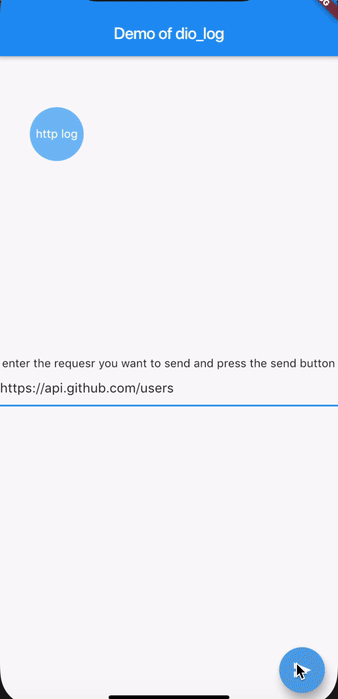 Demo of dio_log
http log
enter the requesr you want to send and press the send button
https://api.github.com/users